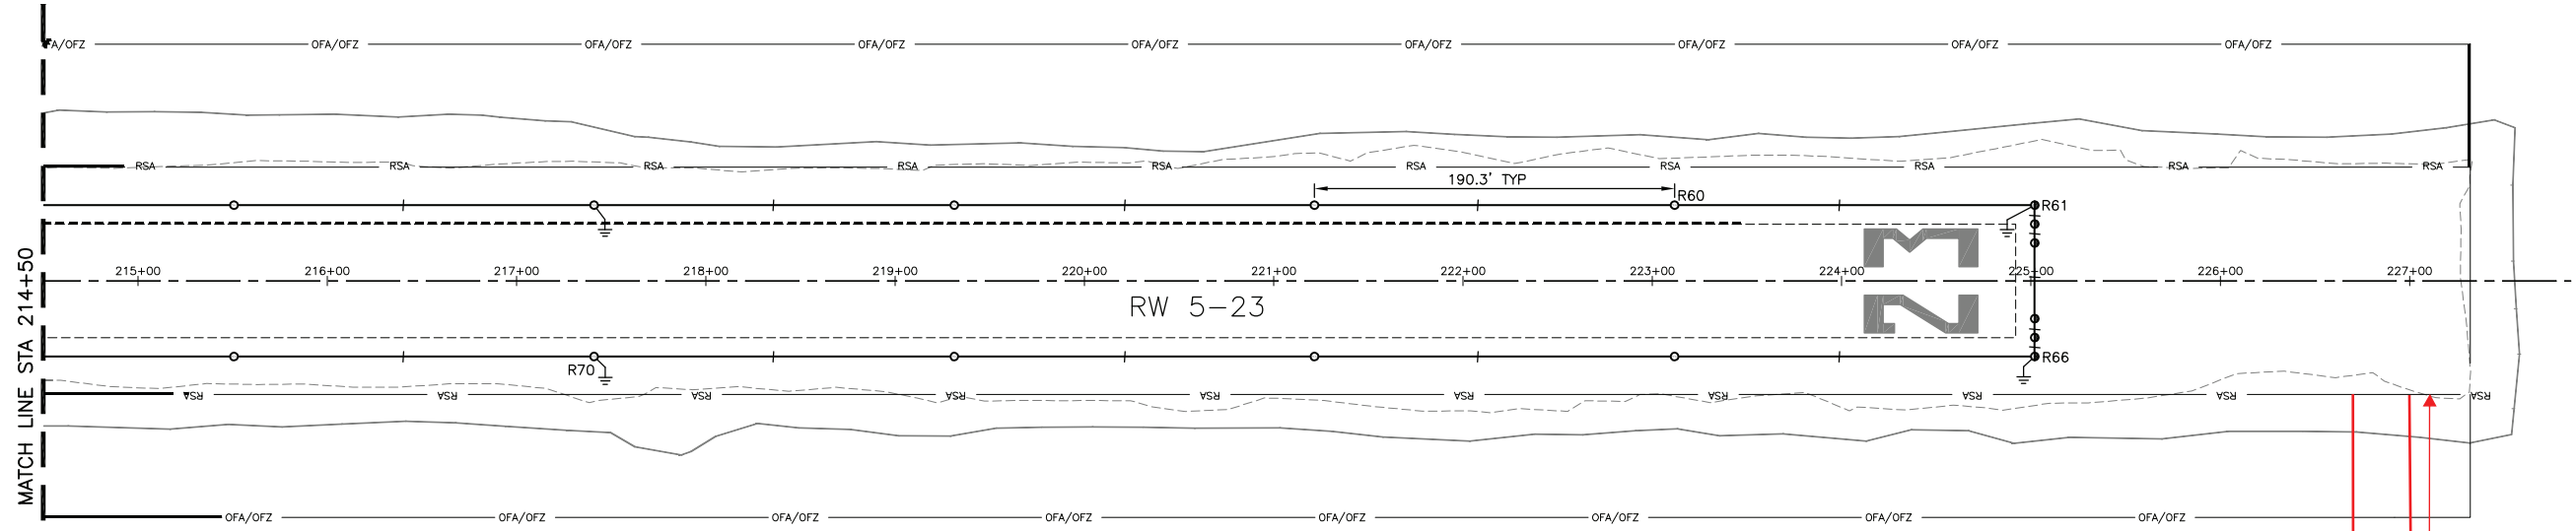 FA/OFZ OFA/OFZ OFA/OFZ OFA/OFZ OFA/OFZ OFA/OFZ OFA/OFZ OFA/OFZ OFA/OFZ
RSA RSA RSA RSA RSA RSA RSA RSA RSA RSA
190.3' TYP
R60
R61
MATCH LINE STA 214+50
215+00 216+00 217+00 218+00 219+00 220+00 221+00 222+00 223+00 224+00 225+00 226+00 227+00
RW 5-23
23
R66
R70
RSA RSA RSA RSA RSA RSA RSA RSA RSA RSA
OFA/OFZ OFA/OFZ OFA/OFZ OFA/OFZ OFA/OFZ OFA/OFZ OFA/OFZ OFA/OFZ